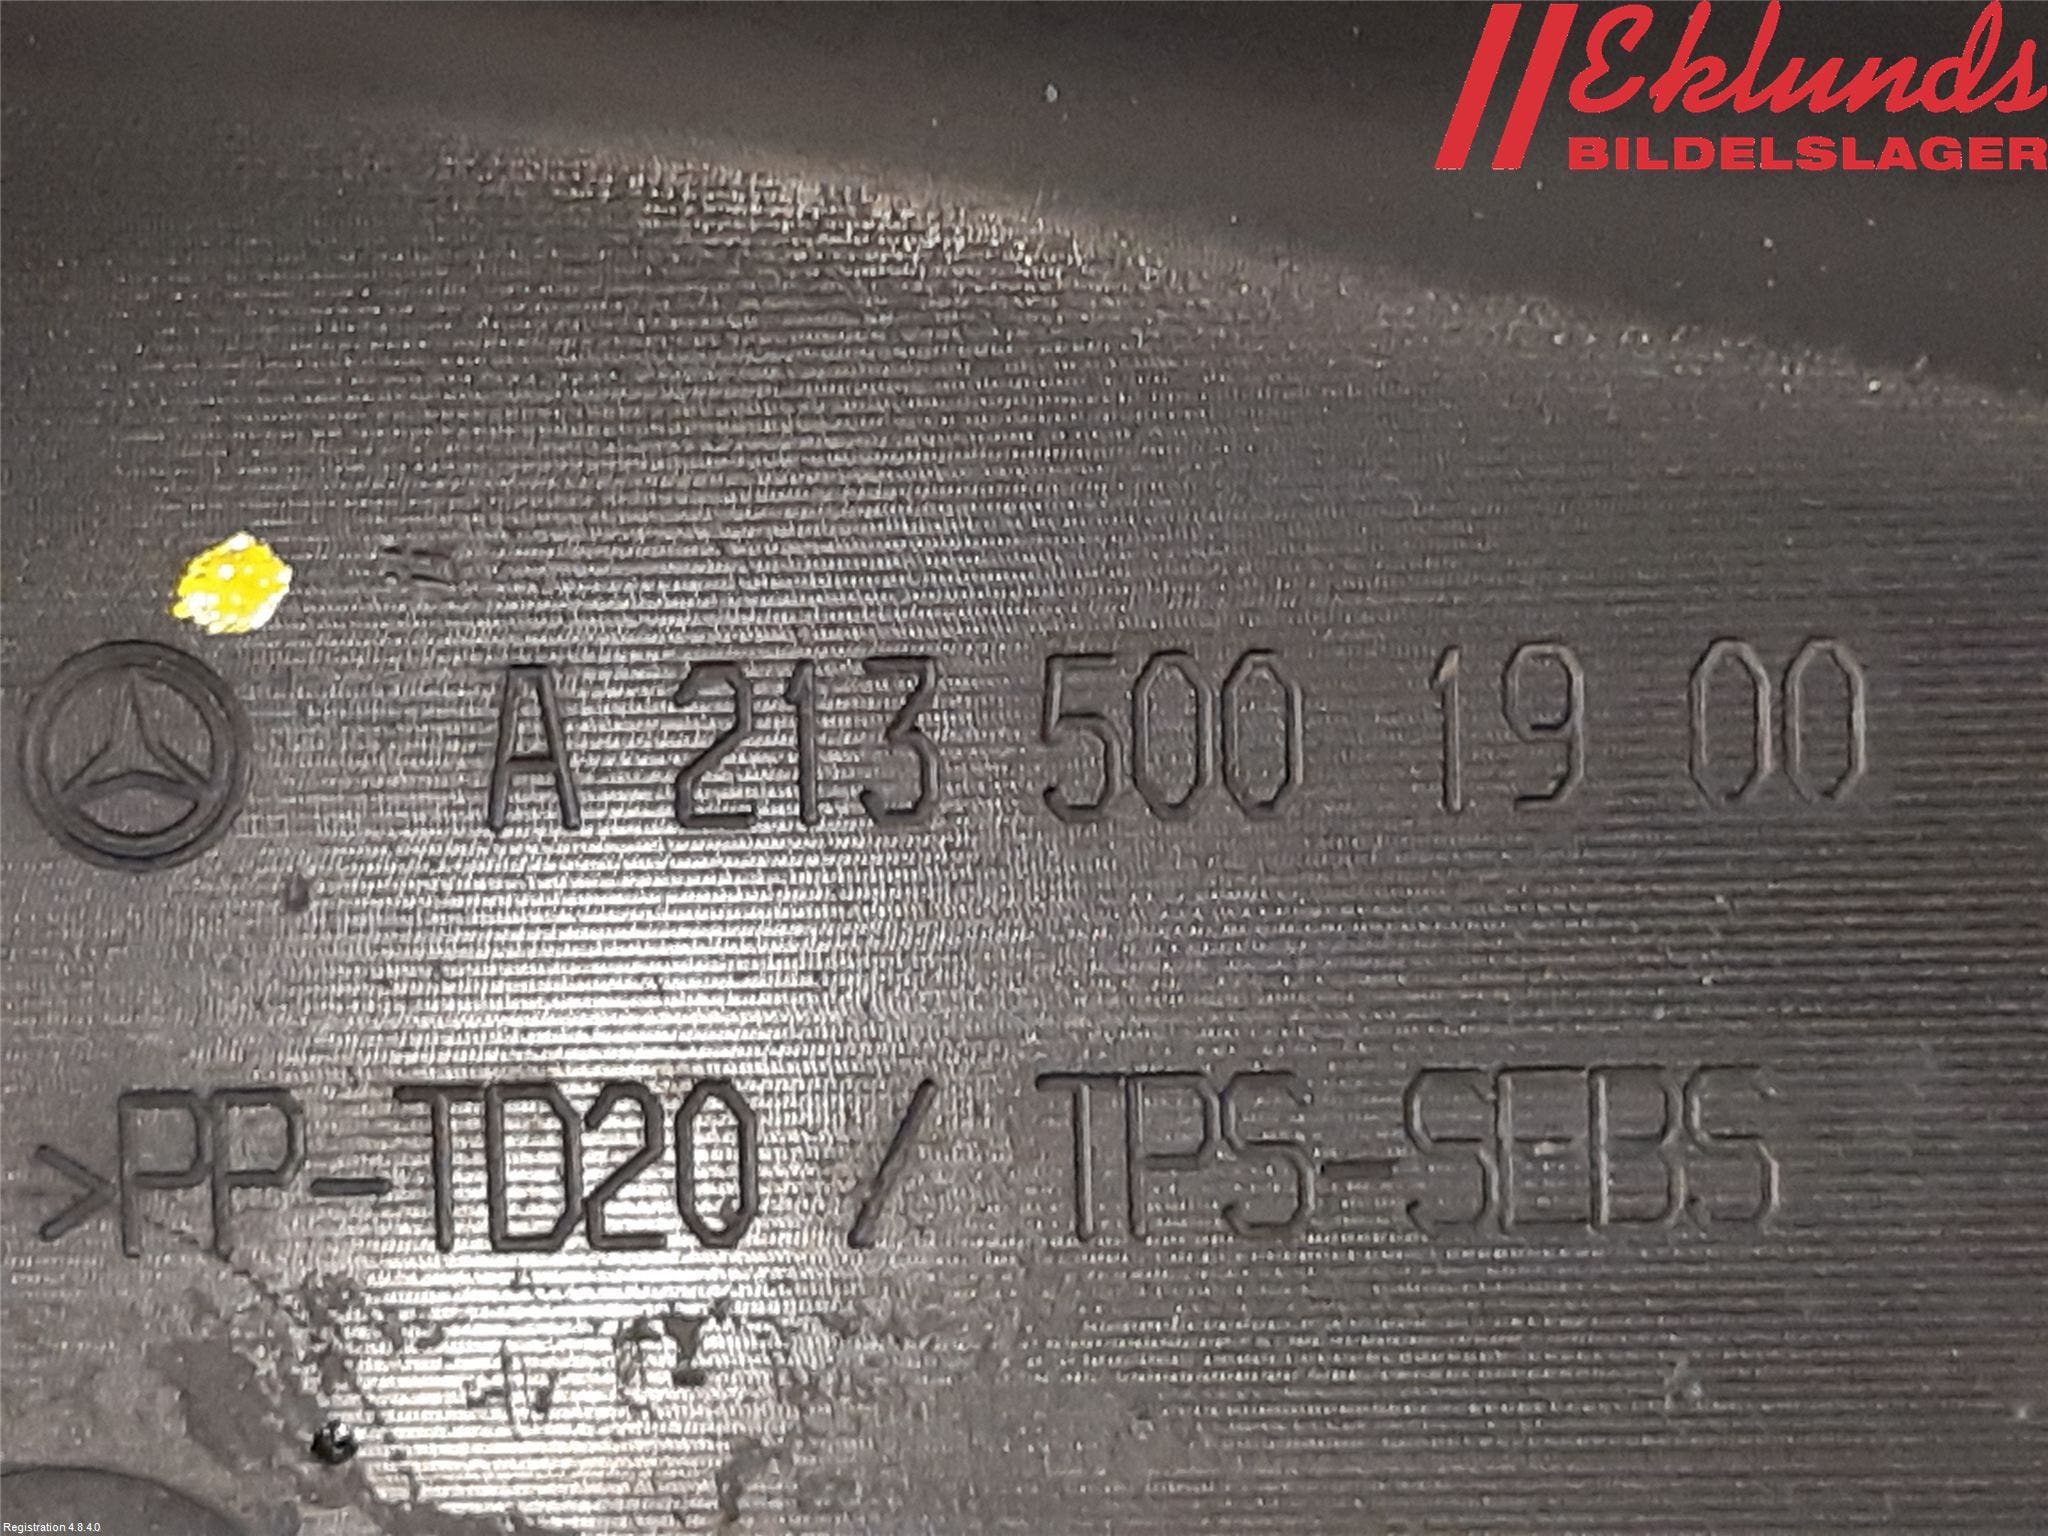 Eklunds
BILDELSLAGER
A 213 500 19 00
>PP-TD20 / TPS-SEBS
Registration 4.8.4.0